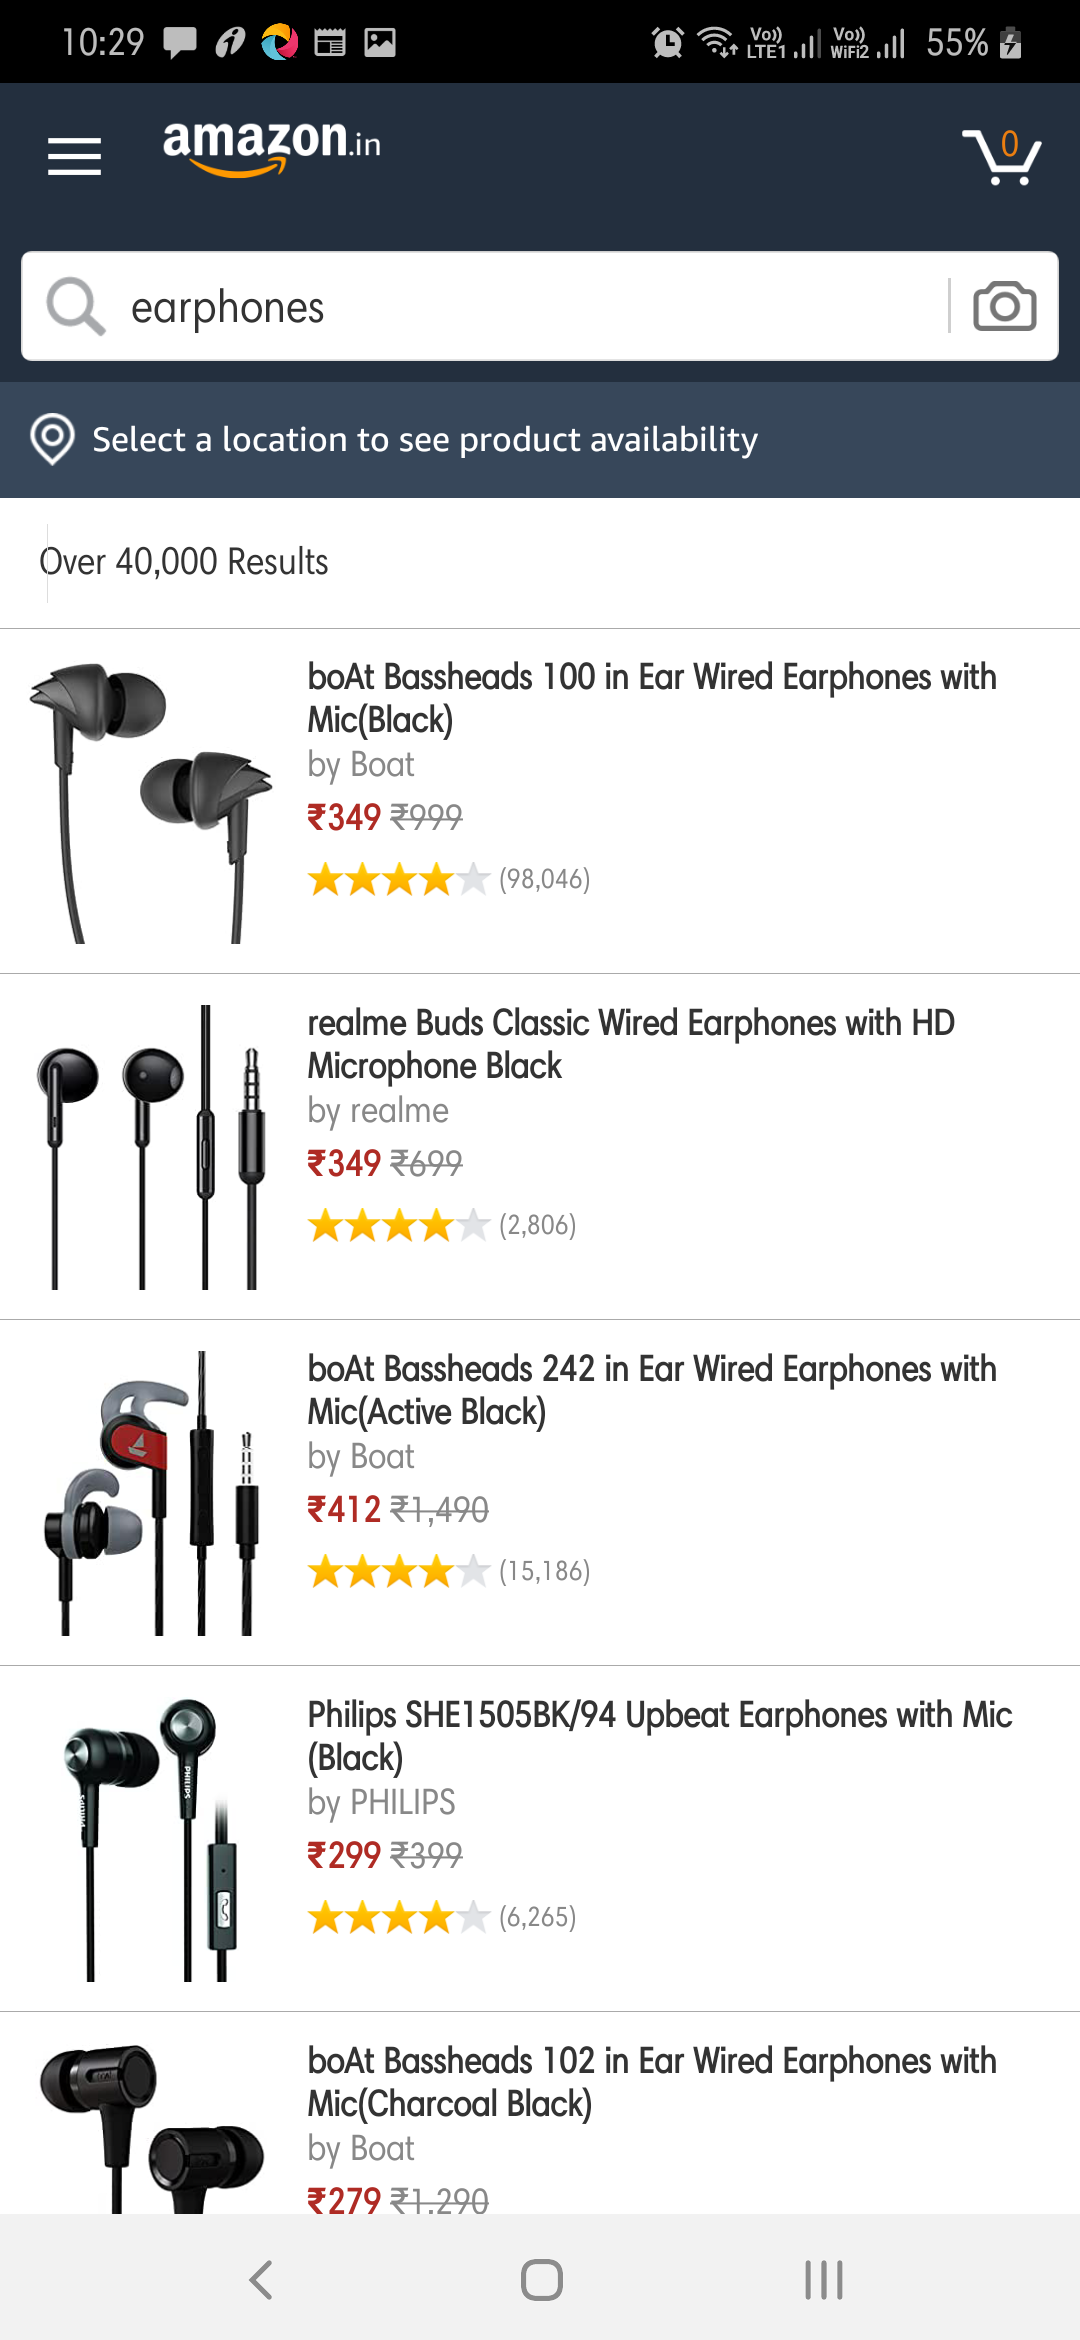 10:29
Vo)) LTE1 Vo)) WiFi2 55%
amazon.in
0
earphones
Select a location to see product availability
Over 40,000 Results
boAt Bassheads 100 in Ear Wired Earphones with
Mic(Black)
by Boat
₹349 ₹999
(98,046)
realme Buds Classic Wired Earphones with HD
Microphone Black
by realme
₹349 ₹699
(2,806)
boAt Bassheads 242 in Ear Wired Earphones with
Mic(Active Black)
by Boat
₹412 ₹1,490
(15,186)
PHILIPS
PHILIPS
Philips SHE1505BK/94 Upbeat Earphones with Mic
(Black)
by PHILIPS
₹299 ₹399
(6,265)
boAt Bassheads 102 in Ear Wired Earphones with
Mic(Charcoal Black)
by Boat
₹279 ₹1,290